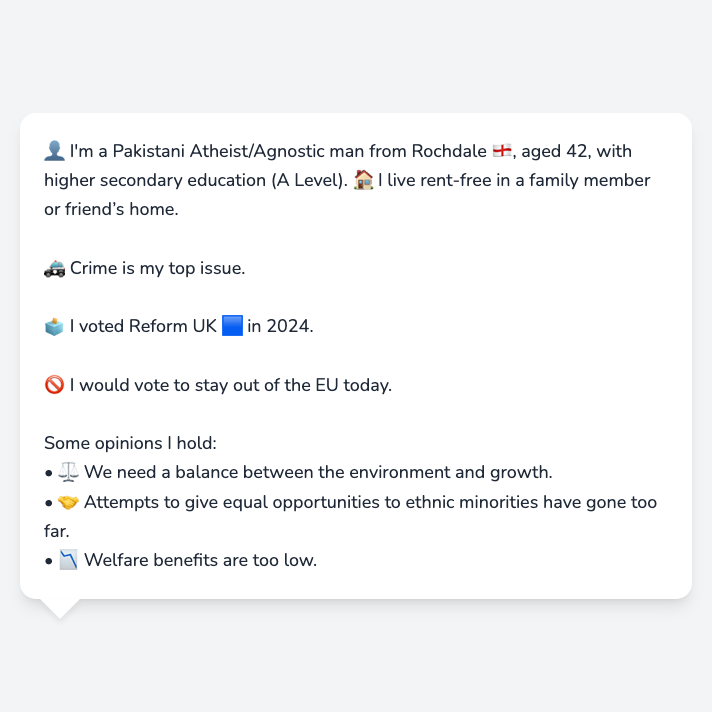 👤 I'm a Pakistani Atheist/Agnostic man from Rochdale 🏴󠁧󠁢󠁥󠁮󠁧󠁿, aged 42, with
higher secondary education (A Level). 🏠 I live rent-free in a family member
or friend’s home.
🚓 Crime is my top issue.
🗳️ I voted Reform UK 🟦 in 2024.
🚫 I would vote to stay out of the EU today.
Some opinions I hold:
• ⚖️ We need a balance between the environment and growth.
• 🤝 Attempts to give equal opportunities to ethnic minorities have gone too
far.
• 📉 Welfare benefits are too low.